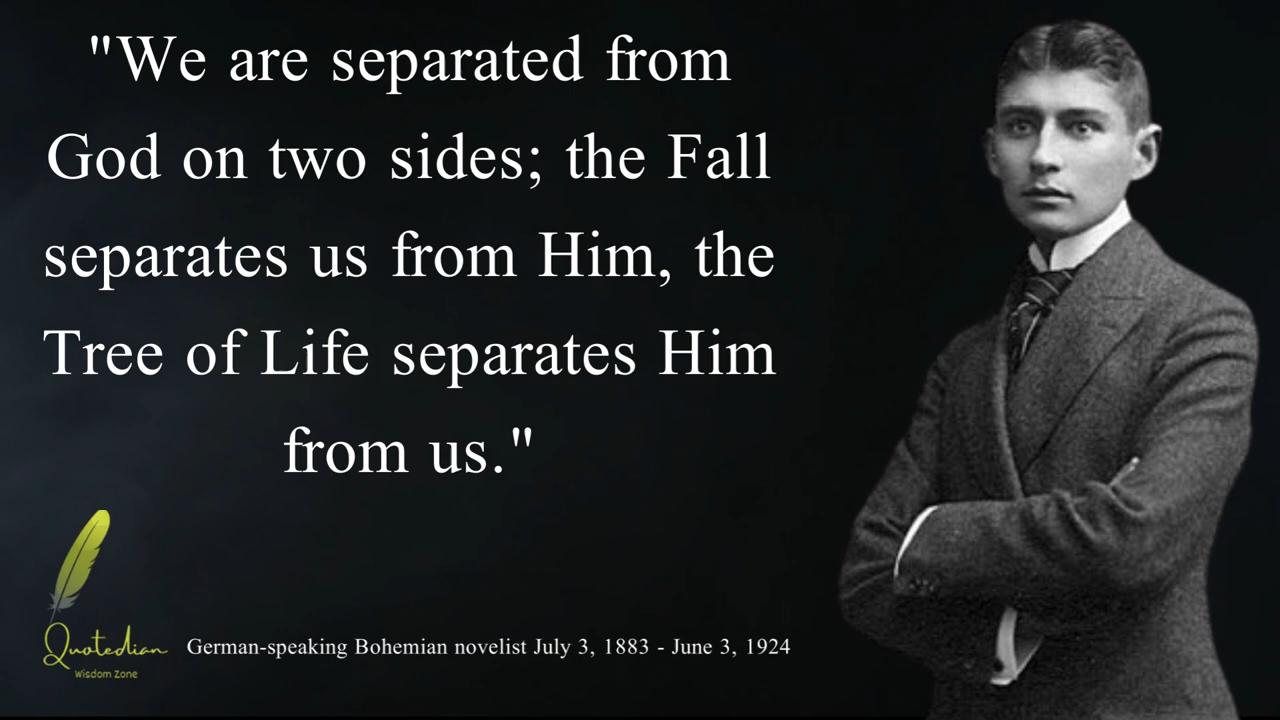 "We are separated from
God on two sides; the Fall
separates us from Him, the
Tree of Life separates Him
from us."
Quotedian
Wisdom Zone
German-speaking Bohemian novelist July 3, 1883 - June 3, 1924